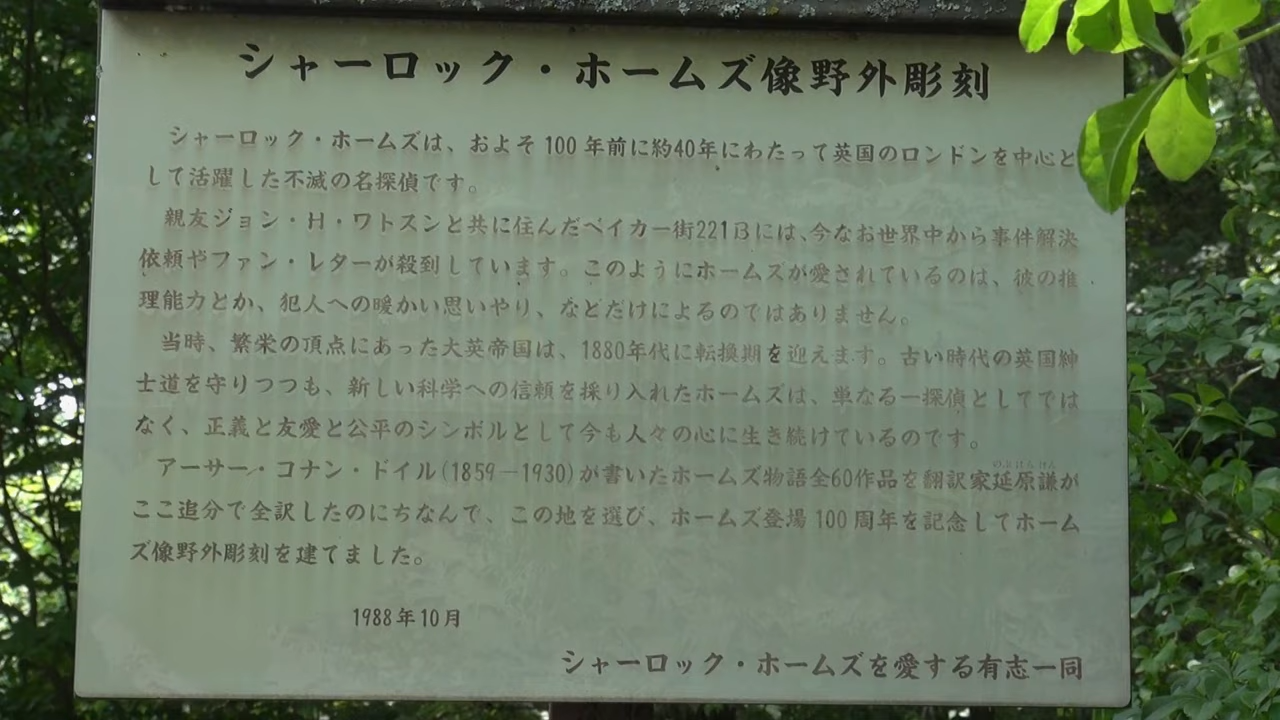 シャーロック・ホームズ像野外彫刻
シャーロック・ホームズは、およそ100年前に約40年にわたって英国のロンドンを中心と
して活躍した不滅の名探偵です。
親友ジョン・H・ワトスンと共に住んだベイカー街221Bには、今なお世界中から事件解決
依頼やファン・レターが殺到しています。このようにホームズが愛されているのは、彼の推
理能力とか、犯人への暖かい思いやり、などだけによるのではありません。
当時、繁栄の頂点にあった大英帝国は、1880年代に転換期を迎えます。古い時代の英国紳
士道を守りつつも、新しい科学への信頼を採り入れたホームズは、単なる一探偵としてでは
なく、正義と友愛と公平のシンボルとして今も人々の心に生き続けているのです。
アーサー・コナン・ドイル(1859—1930)が書いたホームズ物語全60作品を翻訳家延原謙が
のぶはらけん
ここ追分で全訳したのにちなんで、この地を選び、ホームズ登場100周年を記念してホーム
ズ像野外彫刻を建てました。
1988年10月
シャーロック・ホームズを愛する有志一同